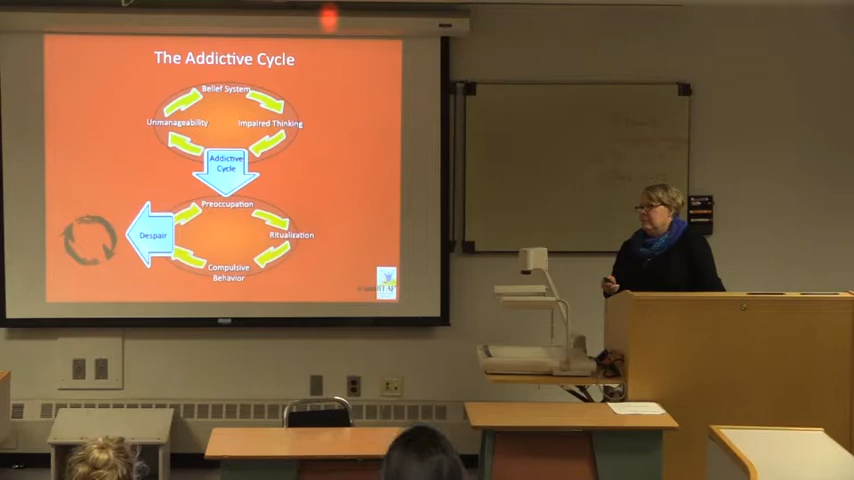 The Addictive Cycle
Belief System
Unmanageability
Impaired Thinking
Addictive
Cycle
Preoccupation
Despair
Ritualization
Compulsive
Behavior